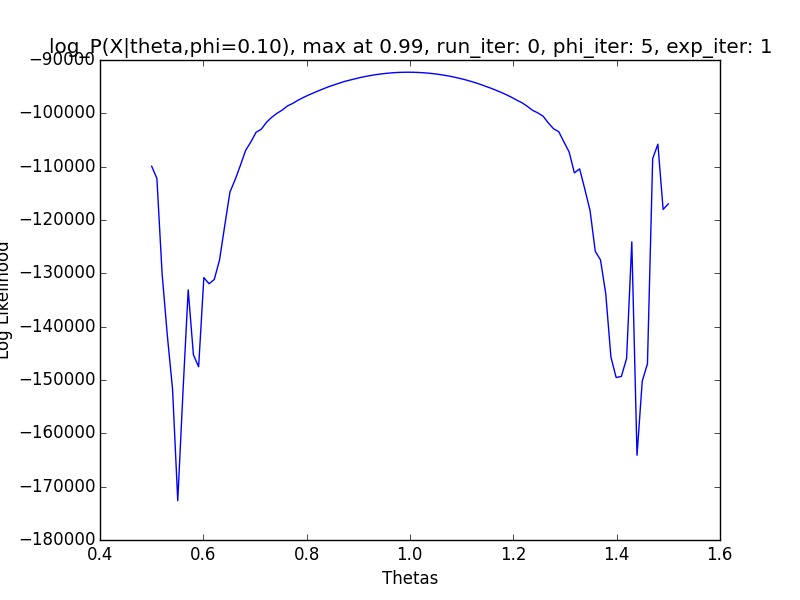 log_P(X|theta,phi=0.10), max at 0.99, run_iter: 0, phi_iter: 5, exp_iter: 1
−90000
−100000
−110000
−120000
−130000
−140000
−150000
−160000
−170000
−180000
Log Likelihood
0.4 0.6 0.8 1.0 1.2 1.4 1.6
Thetas